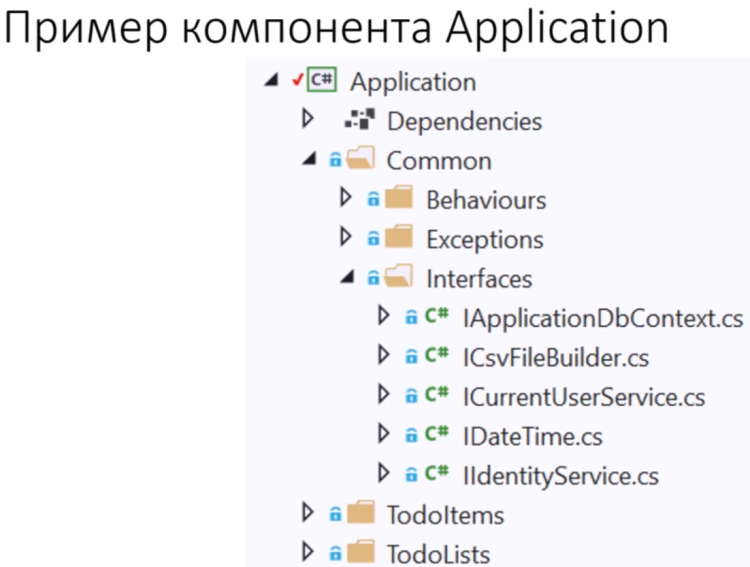 Пример компонента Application
C# Application
Dependencies
Common
Behaviours
Exceptions
Interfaces
C# IApplicationDbContext.cs
C# ICsvFileBuilder.cs
C# ICurrentUserService.cs
C# IDateTime.cs
C# IIdentityService.cs
TodoItems
TodoLists